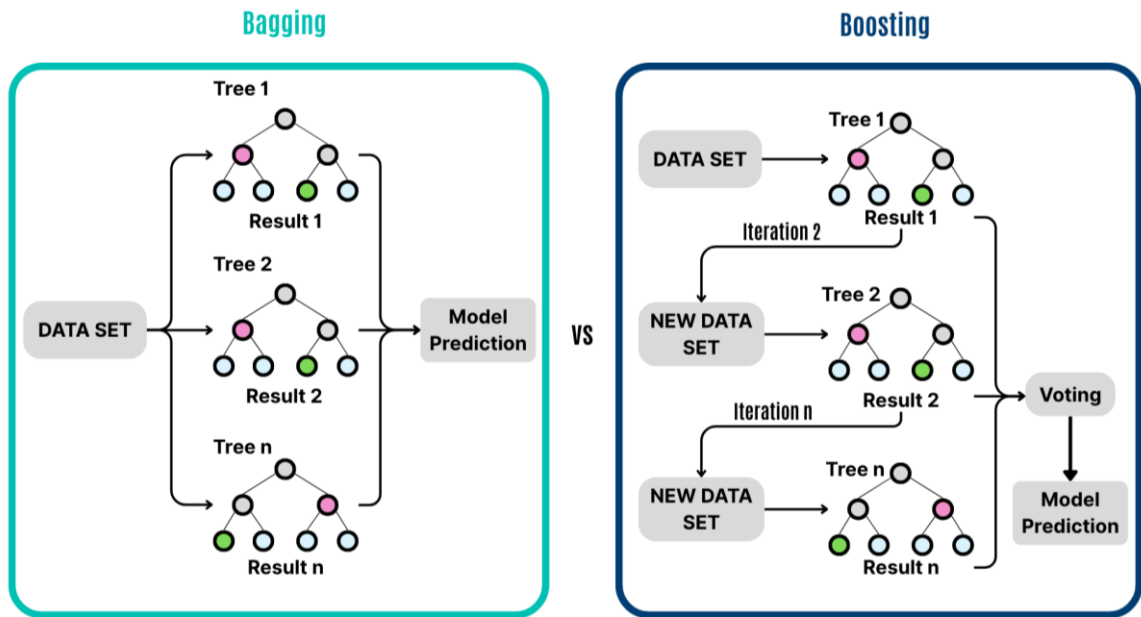 Bagging
Tree 1
Result 1
Tree 2
DATA SET
Result 2
Model
Prediction
Tree n
Result n
VS
Boosting
Tree 1
DATA SET
Result 1
Iteration 2
Tree 2
NEW DATA
SET
Result 2
Iteration n
Voting
Tree n
NEW DATA
SET
Result n
Model
Prediction